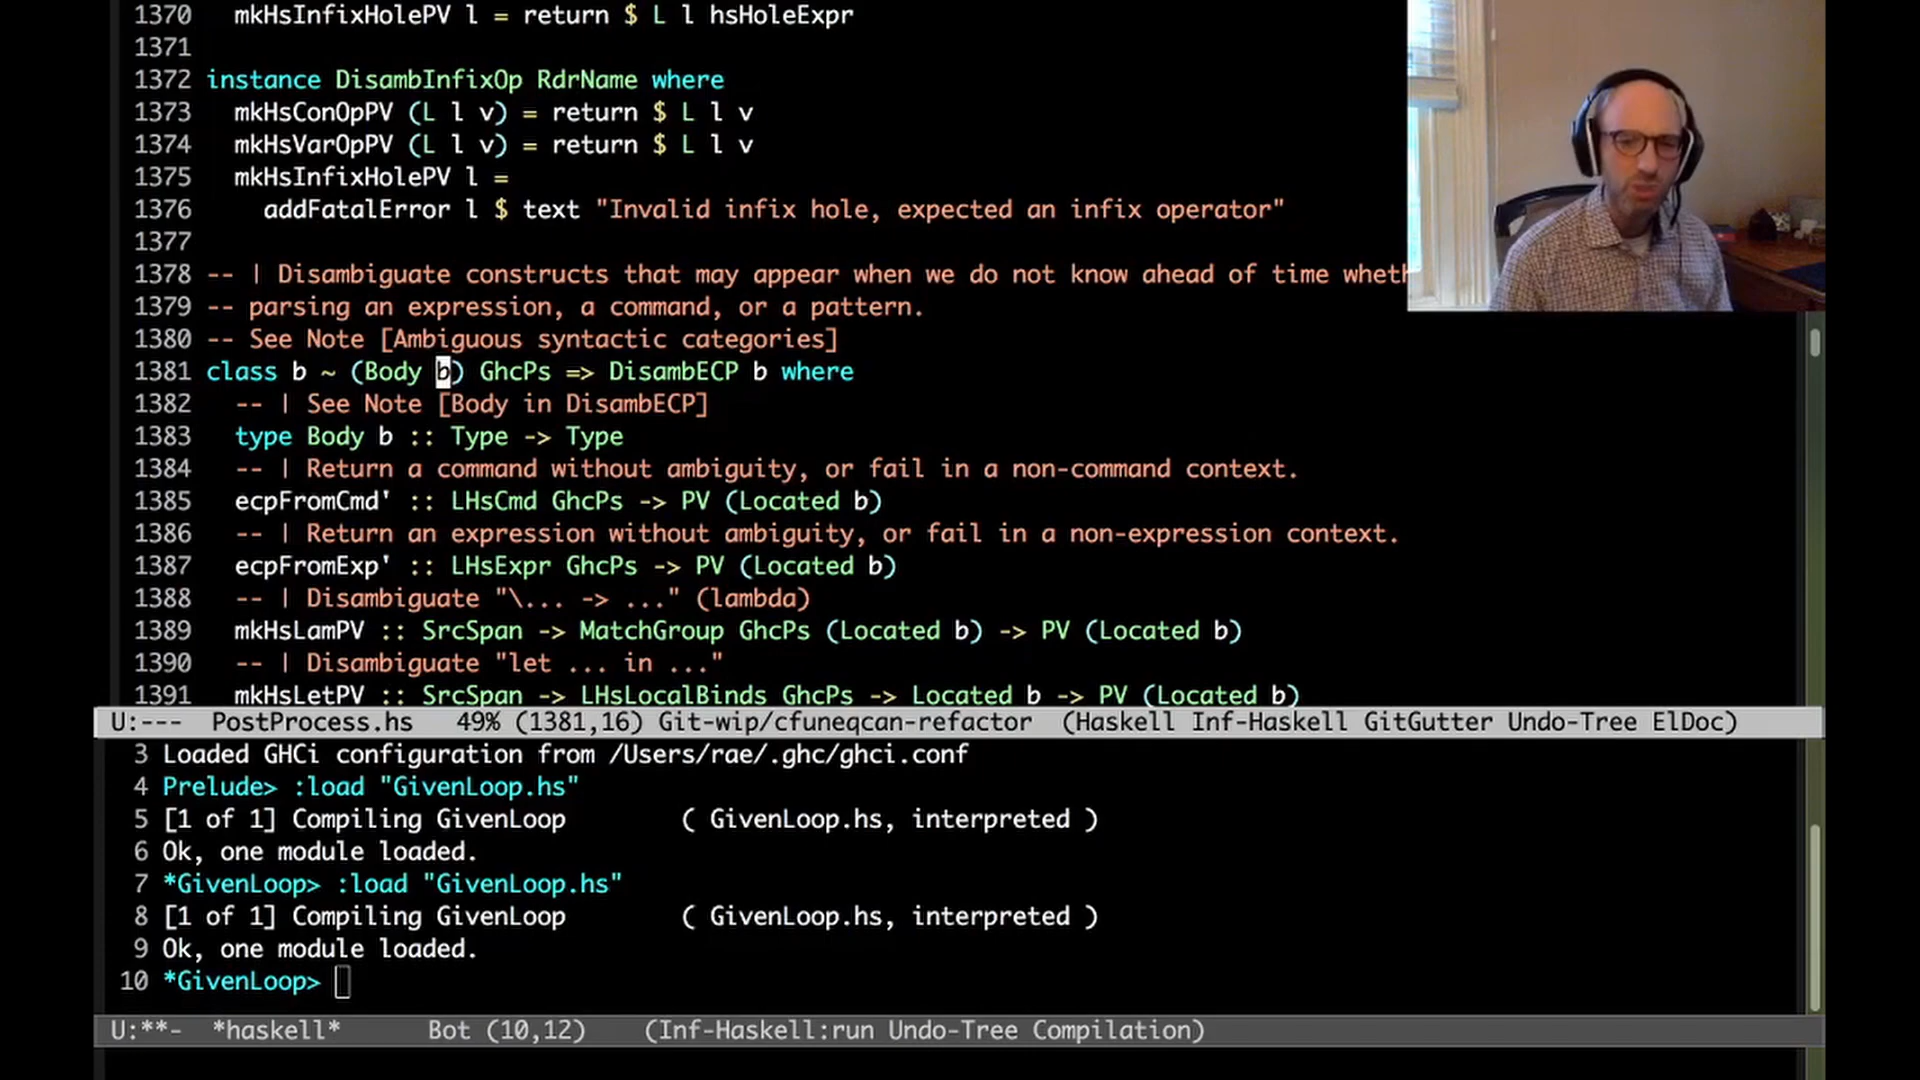 1370   mkHsInfixHolePV l = return $ L l hsHoleExpr
1371
1372 instance DisambInfixOp RdrName where
1373   mkHsConOpPV (L l v) = return $ L l v
1374   mkHsVarOpPV (L l v) = return $ L l v
1375   mkHsInfixHolePV l =
1376     addFatalError l $ text "Invalid infix hole, expected an infix operator"
1377
1378 -- | Disambiguate constructs that may appear when we do not know ahead of time wheth
1379 -- parsing an expression, a command, or a pattern.
1380 -- See Note [Ambiguous syntactic categories]
1381 class b ~ (Body b) GhcPs => DisambECP b where
1382   -- | See Note [Body in DisambECP]
1383   type Body b :: Type -> Type
1384   -- | Return a command without ambiguity, or fail in a non-command context.
1385   ecpFromCmd' :: LHsCmd GhcPs -> PV (Located b)
1386   -- | Return an expression without ambiguity, or fail in a non-expression context.
1387   ecpFromExp' :: LHsExpr GhcPs -> PV (Located b)
1388   -- | Disambiguate "\... -> ..." (lambda)
1389   mkHsLamPV :: SrcSpan -> MatchGroup GhcPs (Located b) -> PV (Located b)
1390   -- | Disambiguate "let ... in ..."
1391   mkHsLetPV :: SrcSpan -> LHsLocalBinds GhcPs -> Located b -> PV (Located b)
U:---  PostProcess.hs   49% (1381,16) Git-wip/cfuneqcan-refactor  (Haskell Inf-Haskell GitGutter Undo-Tree ElDoc)
3 Loaded GHCi configuration from /Users/rae/.ghc/ghci.conf
4 Prelude> :load "GivenLoop.hs"
5 [1 of 1] Compiling GivenLoop        ( GivenLoop.hs, interpreted )
6 Ok, one module loaded.
7 *GivenLoop> :load "GivenLoop.hs"
8 [1 of 1] Compiling GivenLoop        ( GivenLoop.hs, interpreted )
9 Ok, one module loaded.
10 *GivenLoop>
U:**-  *haskell*      Bot (10,12)    (Inf-Haskell:run Undo-Tree Compilation)